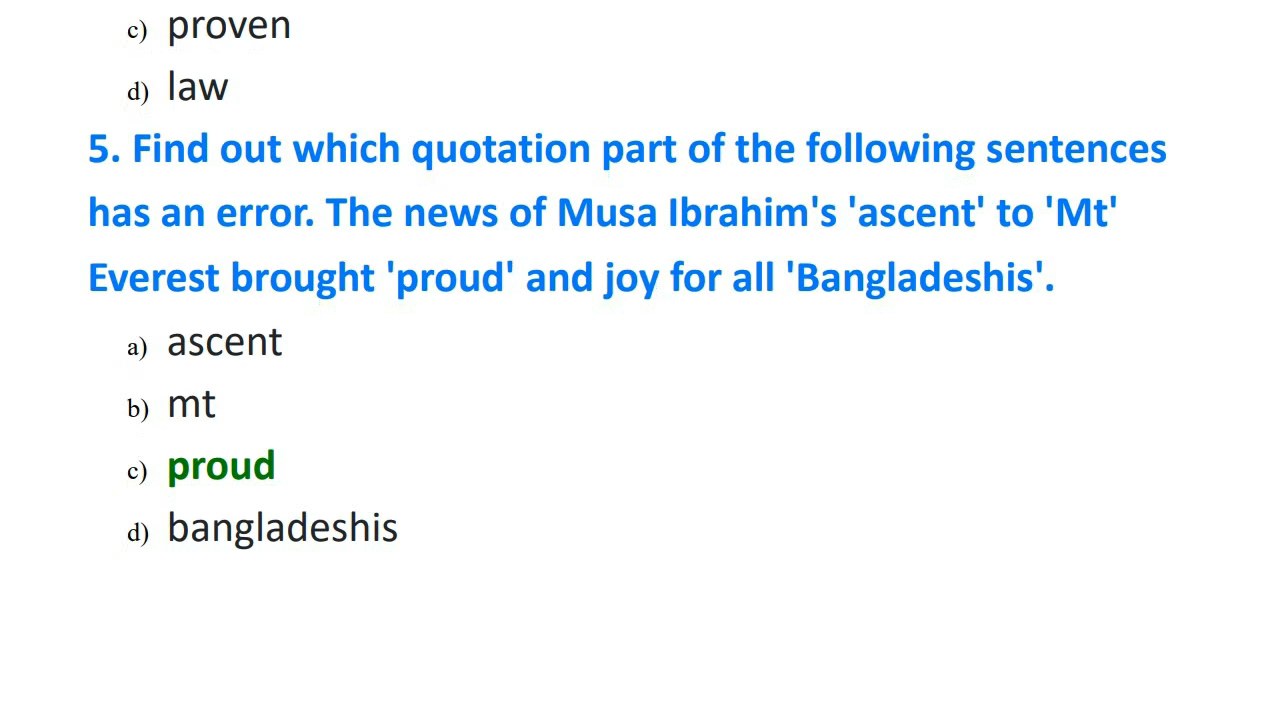 c) proven
d) law
5. Find out which quotation part of the following sentences
has an error. The news of Musa Ibrahim's 'ascent' to 'Mt'
Everest brought 'proud' and joy for all 'Bangladeshis'.
a) ascent
b) mt
c) proud
d) bangladeshis